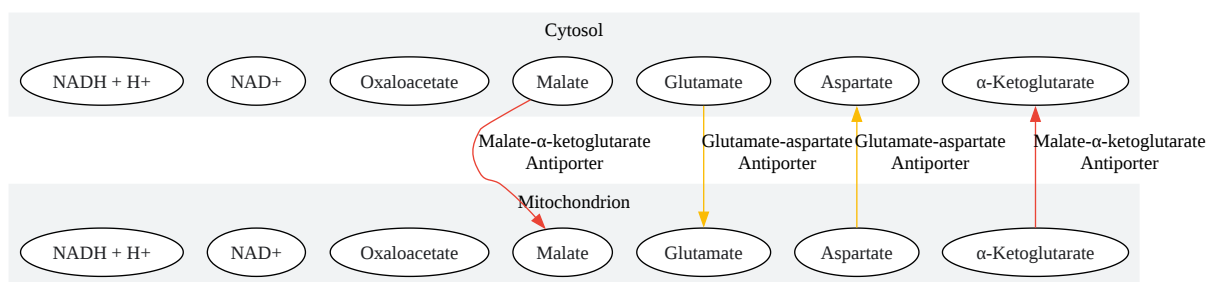 Cytosol
NADH + H+
NAD+
Oxaloacetate
Malate
Glutamate
Aspartate
α-Ketoglutarate
Malate-α-ketoglutarate
Antiporter
Glutamate-aspartate
Antiporter
Glutamate-aspartate
Antiporter
Malate-α-ketoglutarate
Antiporter
Mitochondrion
NADH + H+
NAD+
Oxaloacetate
Malate
Glutamate
Aspartate
α-Ketoglutarate